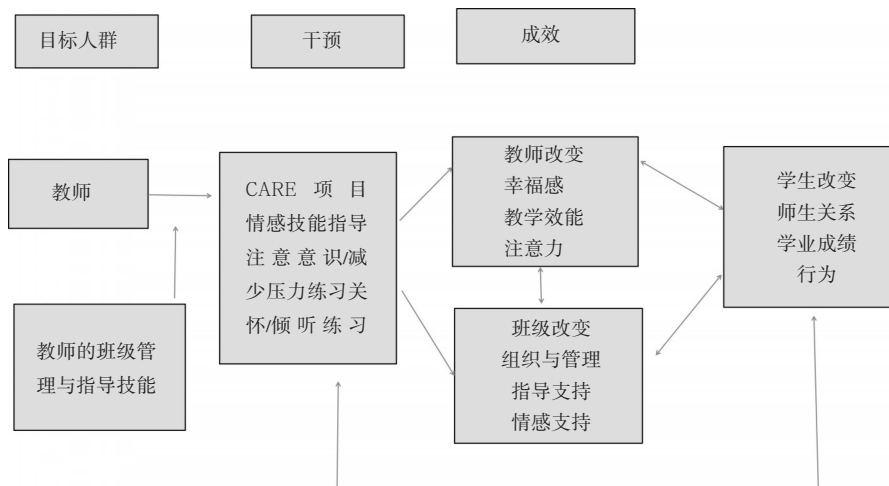 目标人群
干预
成效
教师
教师的班级管
理与指导技能
CARE 项目
情感技能指导
注意意识/减
少压力练习关
怀/倾听练习
教师改变
幸福感
教学效能
注意力
班级改变
组织与管理
指导支持
情感支持
学生改变
师生关系
学业成绩
行为